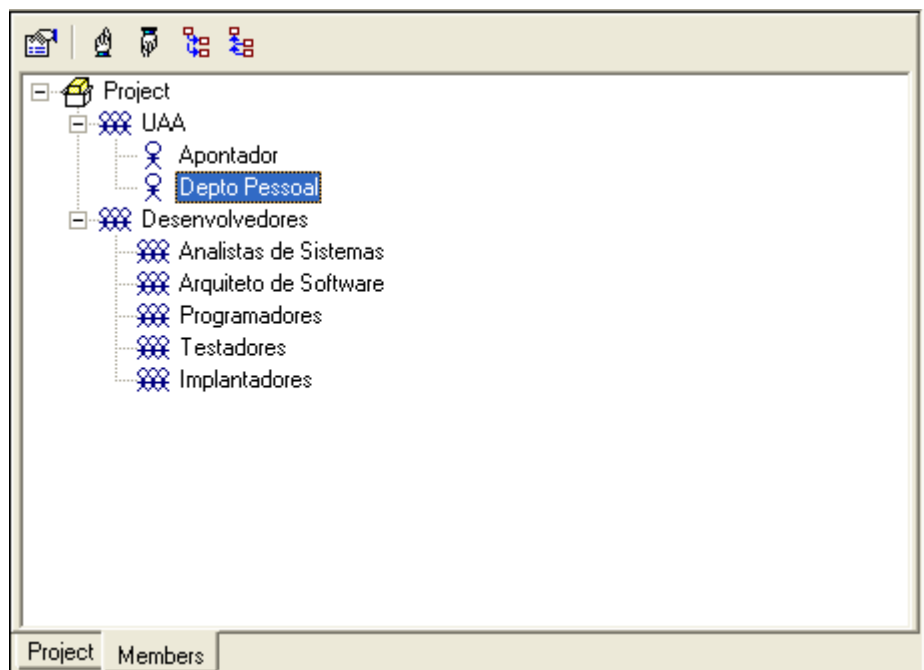 Project
UAA
Apontador
Depto Pessoal
Desenvolvedores
Analistas de Sistemas
Arquiteto de Software
Programadores
Testadores
Implantadores
Project Members